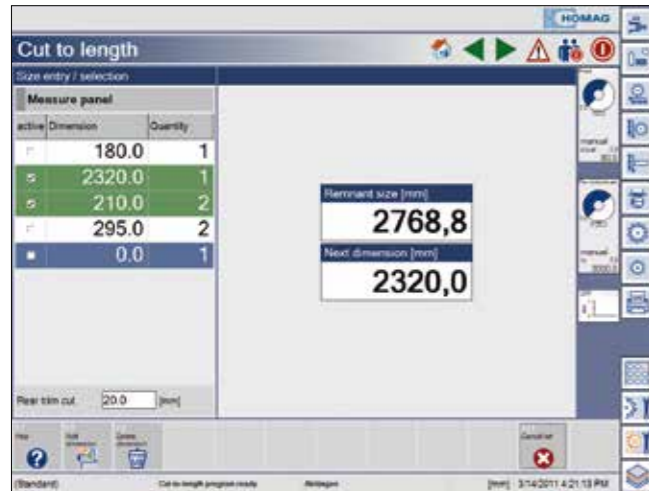 HOMAG
Cut to length
Size entry / selection
Measure panel
active Dimension Quantity
180.0 1
2320.0 1
210.0 2
295.0 2
0.0 1
Remnant size [mm]
2768,8
Next dimension [mm]
2320,0
manual
manual
Rear trim cut 20.0 [mm]
(Standard) Cut-to-length program ready [mm] 3/14/2011 4:21:13 PM